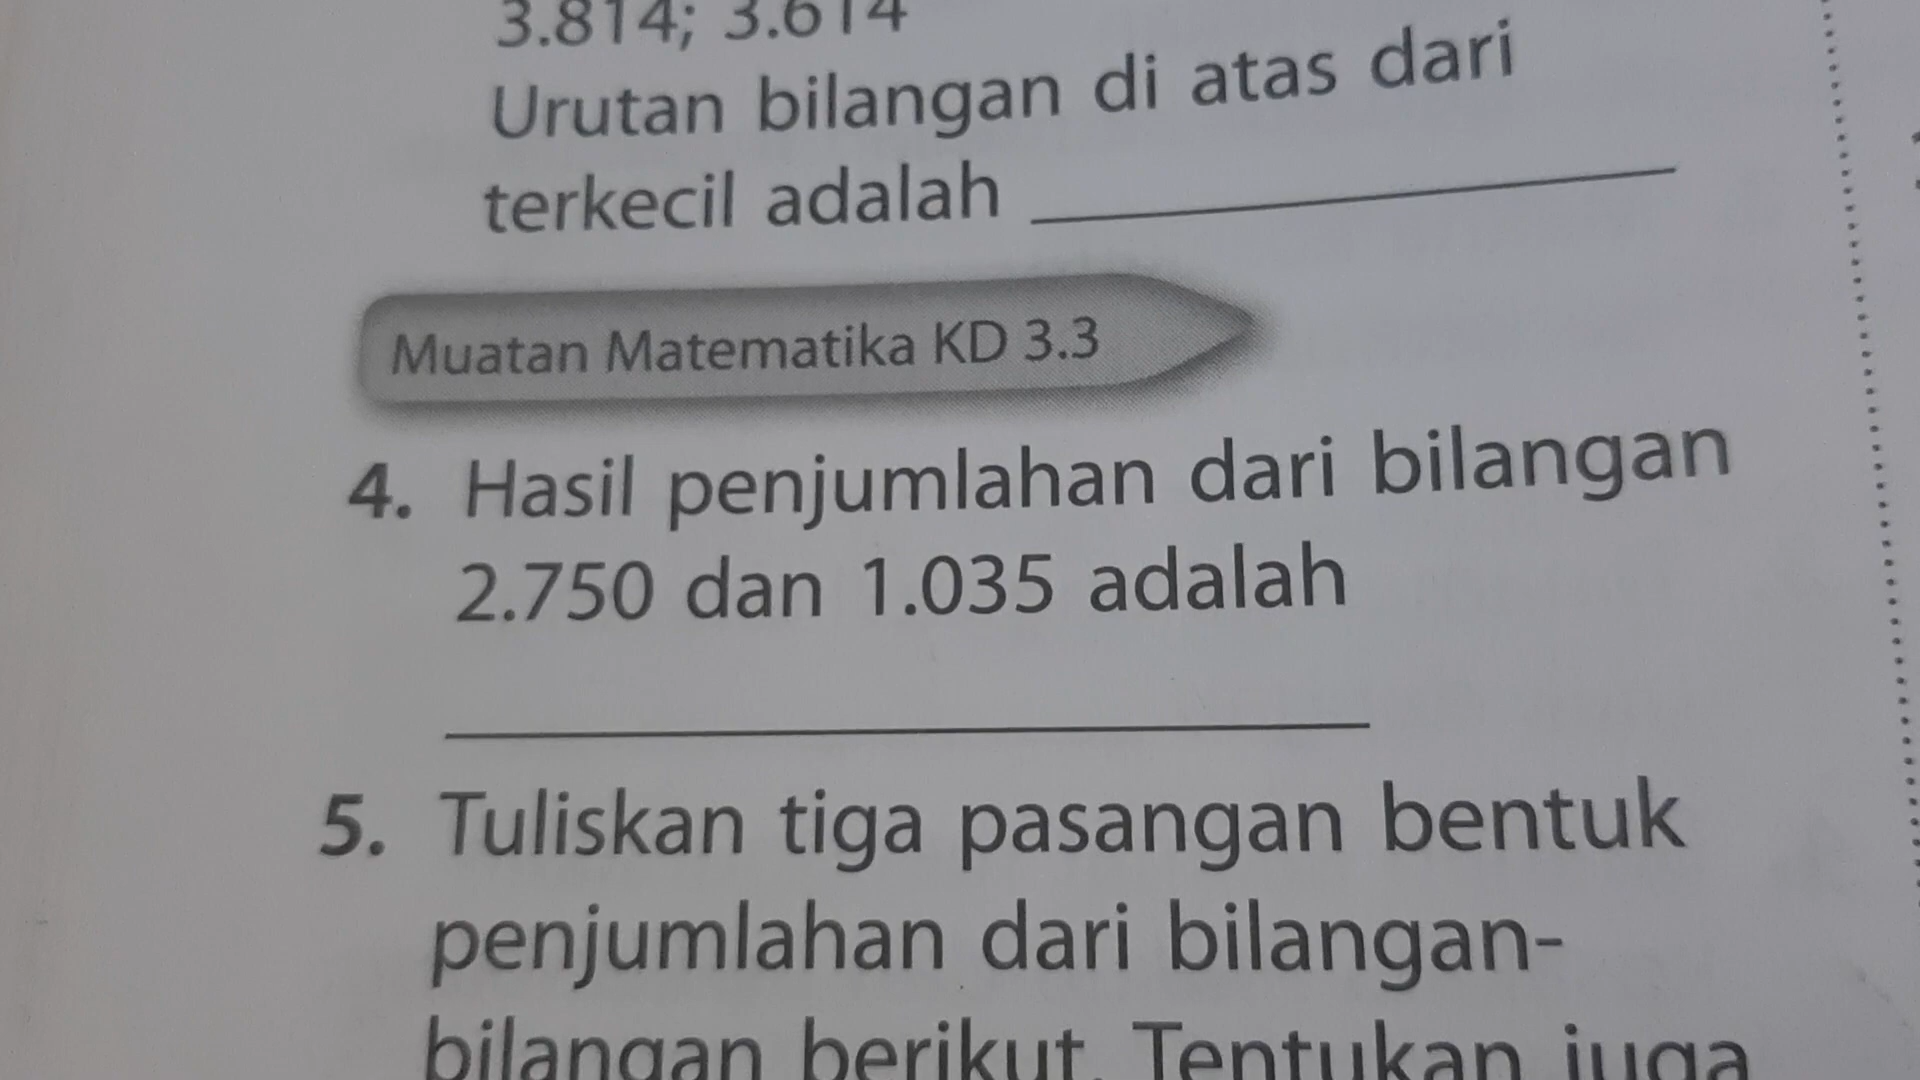 3.814; 3.614
Urutan bilangan di atas dari
terkecil adalah
Muatan Matematika KD 3.3
4. Hasil penjumlahan dari bilangan
2.750 dan 1.035 adalah
5. Tuliskan tiga pasangan bentuk
penjumlahan dari bilangan-
bilangan berikut. Tentukan juga